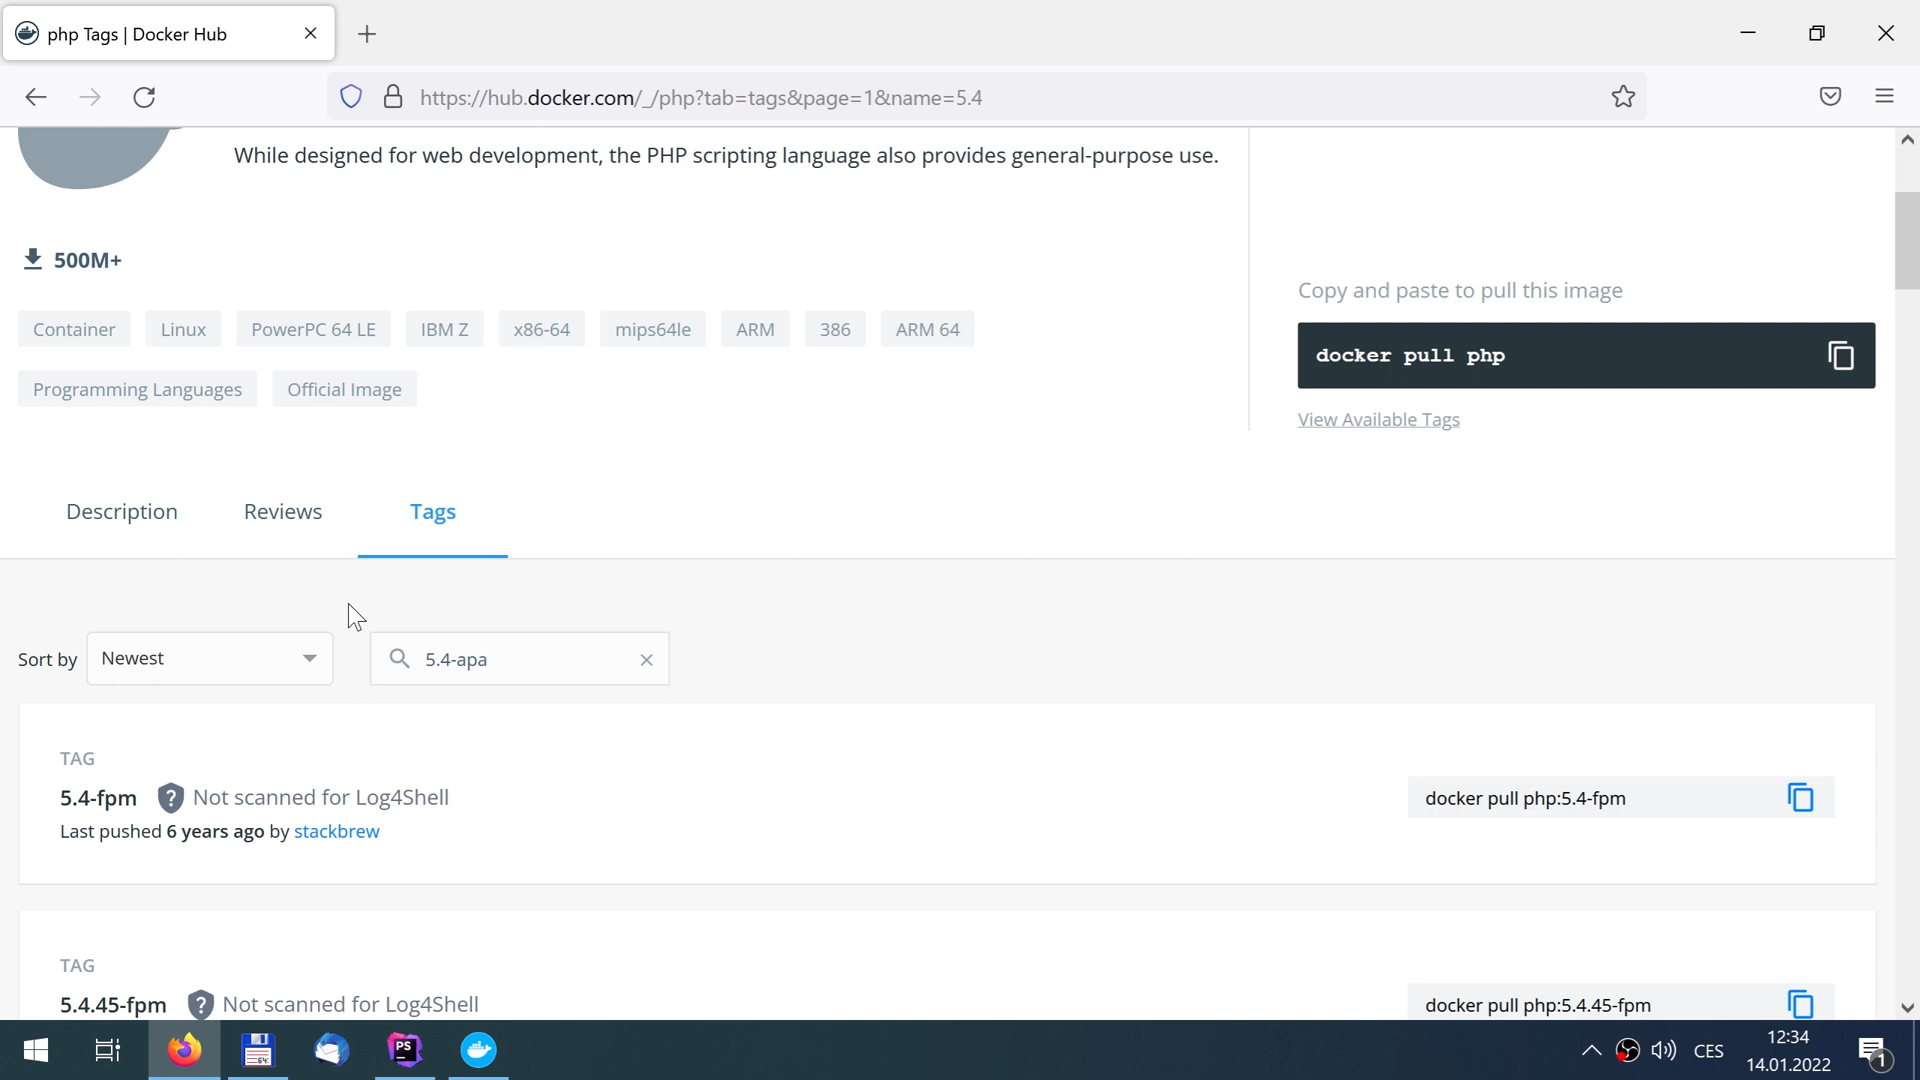 php Tags | Docker Hub
https://hub.docker.com/_/php?tab=tags&page=1&name=5.4
While designed for web development, the PHP scripting language also provides general-purpose use.
500M+
Container Linux PowerPC 64 LE IBM Z x86-64 mips64le ARM 386 ARM 64
Programming Languages Official Image
Copy and paste to pull this image
docker pull php
View Available Tags
Description Reviews Tags
Sort by Newest 5.4-apa
TAG
5.4-fpm ? Not scanned for Log4Shell
docker pull php:5.4-fpm
Last pushed 6 years ago by stackbrew
TAG
5.4.45-fpm ? Not scanned for Log4Shell
docker pull php:5.4.45-fpm
64
PS
CES
12:34
14.01.2022
1